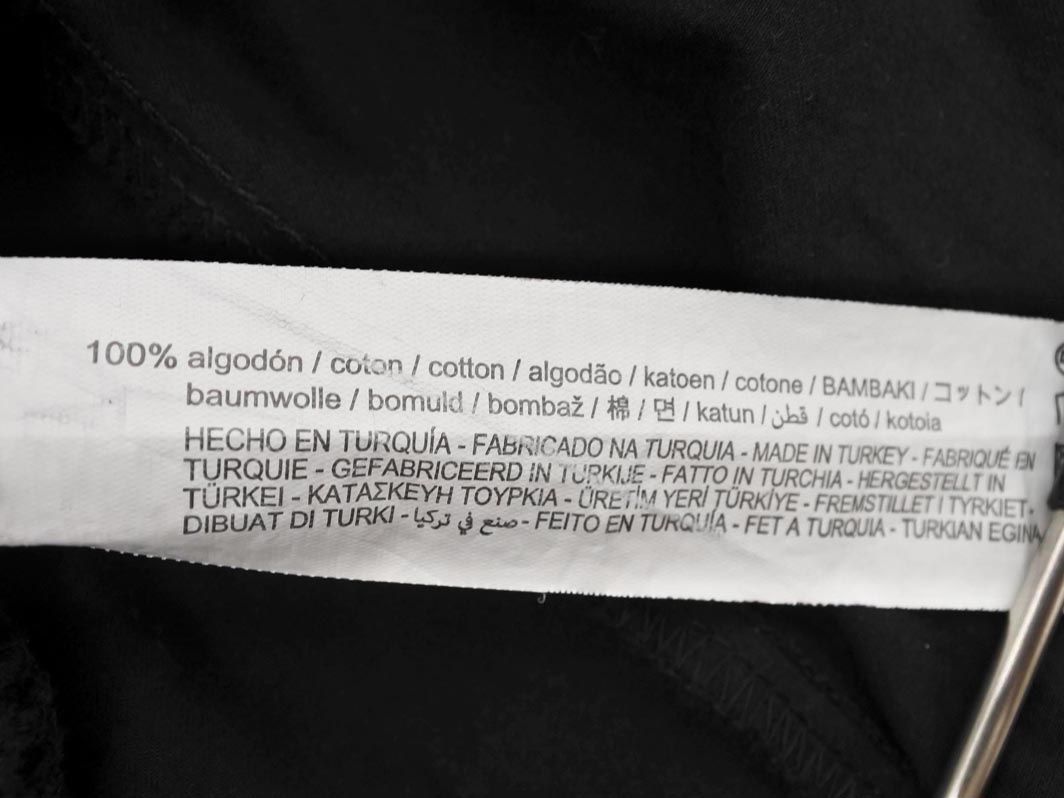 100% algodón / coton / cotton / algodão / katoen / cotone / BAMBAKI / コットン /
baumwolle / bomuld / bombaž / 棉 / 면 / katun / قطن / cotó / kotoia
HECHO EN TURQUÍA - FABRICADO NA TURQUIA - MADE IN TURKEY - FABRIQUÉ EN
TURQUIE - GEFABRICEERD IN TURKIJE - FATTO IN TURCHIA - HERGESTELLT IN
TÜRKEI - ΚΑΤΑΣΚΕΥΗ ΤΟΥΡΚΙΑ - ÜRETİM YERİ TÜRKİYE - FREMSTILLET I TYRKIET-
DIBUAT DI TURKI - صنع في تركيا - FEITO EN TURQUÍA - FET A TURQUIA - TURKIAN EGINA